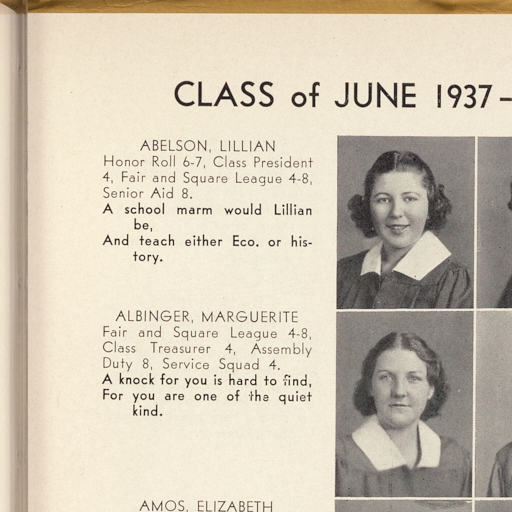 CLASS of JUNE 1937 –
ABELSON, LILLIAN
Honor Roll 6-7, Class President
4, Fair and Square League 4-8,
Senior Aid 8.
A school marm would Lillian
be,
And teach either Eco. or his-
tory.
ALBINGER, MARGUERITE
Fair and Square League 4-8,
Class Treasurer 4, Assembly
Duty 8, Service Squad 4.
A knock for you is hard to find,
For you are one of the quiet
kind.
AMOS, ELIZABETH